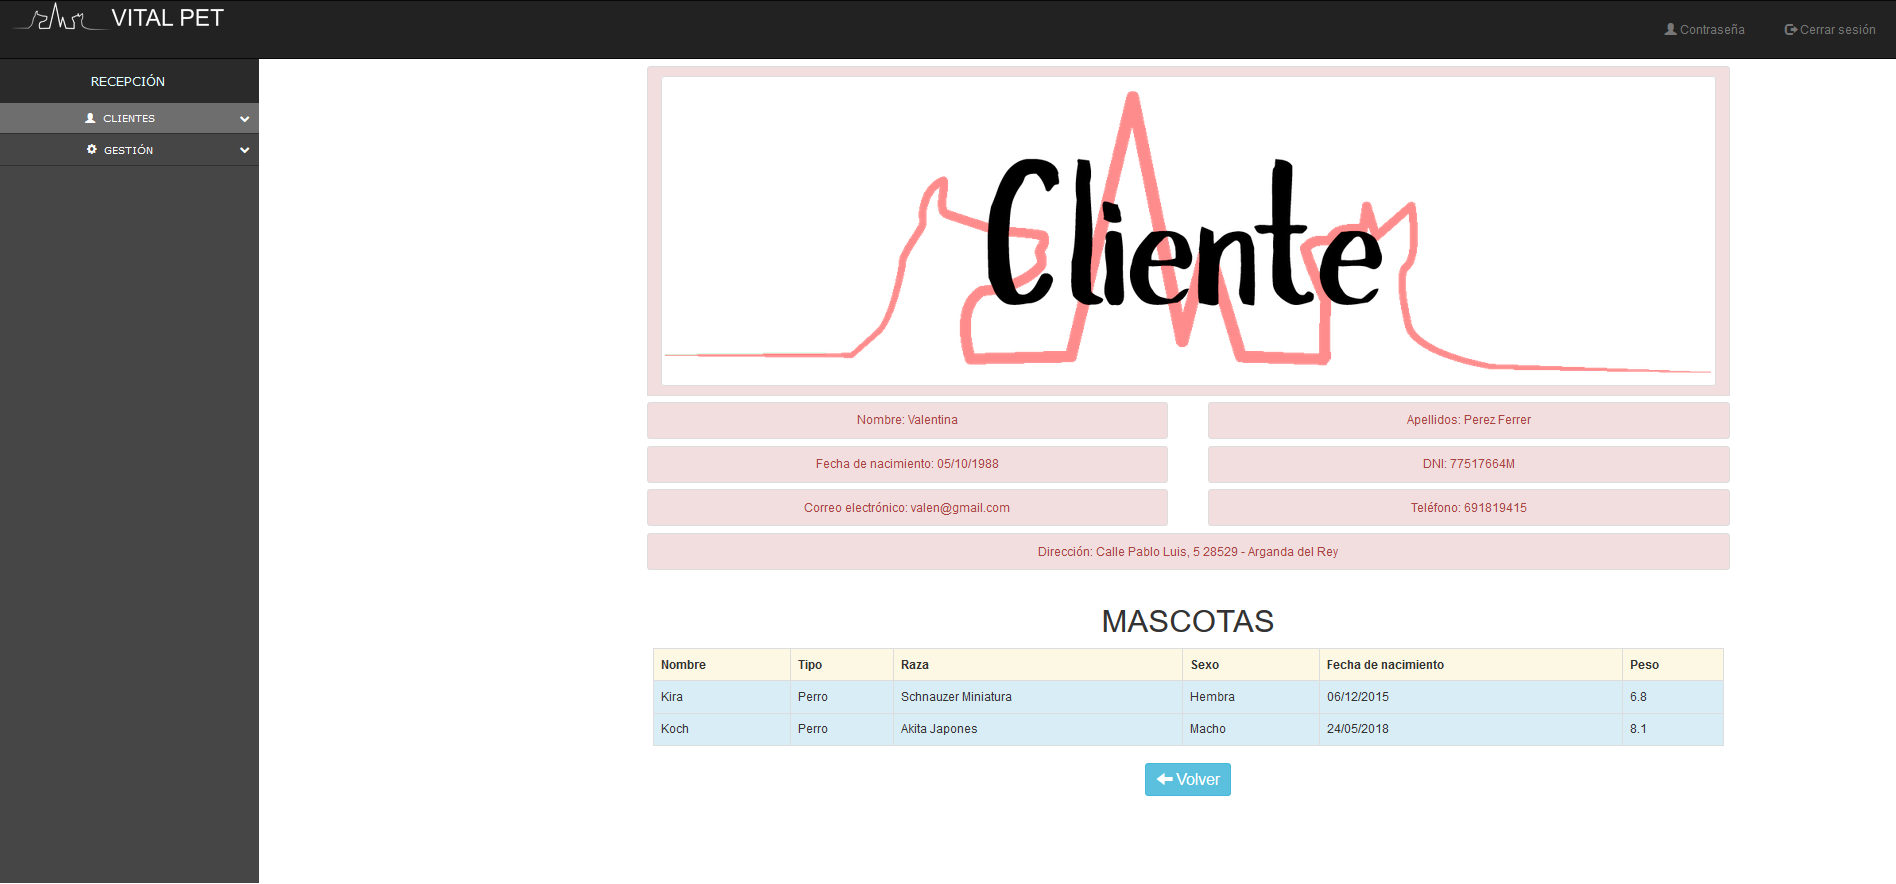 VITAL PET
Contraseña
Cerrar sesión
RECEPCIÓN
CLIENTES
GESTIÓN
Cliente
Nombre: Valentina
Apellidos: Perez Ferrer
Fecha de nacimiento: 05/10/1988
DNI: 77517664M
Correo electrónico: valen@gmail.com
Teléfono: 691819415
Dirección: Calle Pablo Luis, 5 28529 - Arganda del Rey
MASCOTAS
Nombre Tipo Raza Sexo Fecha de nacimiento Peso
Kira Perro Schnauzer Miniatura Hembra 06/12/2015 6.8
Koch Perro Akita Japones Macho 24/05/2018 8.1
Volver